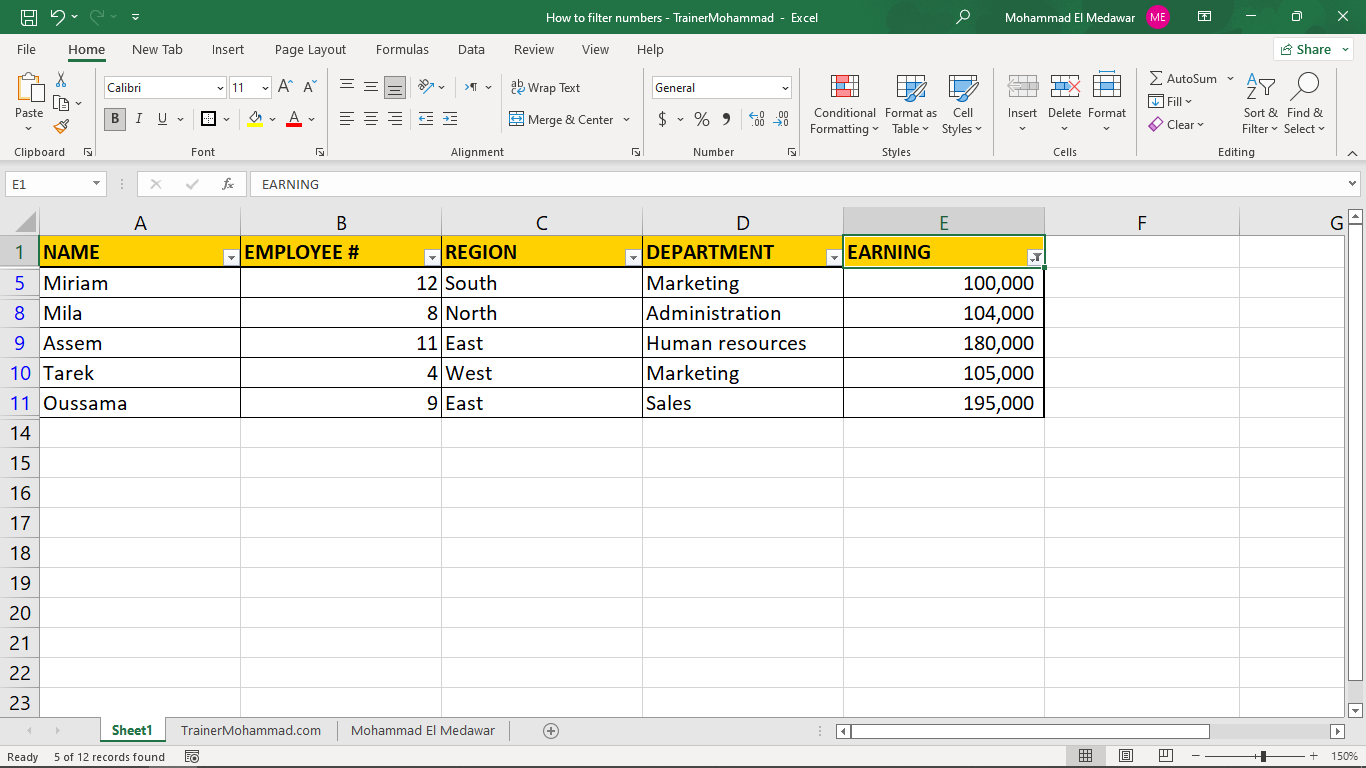 How to filter numbers - TrainerMohammad - Excel
Mohammad El Medawar ME
File Home New Tab Insert Page Layout Formulas Data Review View Help Share
Paste
Clipboard
Calibri 11
B I U A
Font
ab Wrap Text
Merge & Center
Alignment
General
$ % 9
Number
Conditional Formatting
Format as Table
Cell Styles
Styles
Insert Delete Format
Cells
AutoSum
Fill
Clear
Sort & Filter
Find & Select
Editing
E1 fx EARNING
A B C D E F G
1 NAME EMPLOYEE # REGION DEPARTMENT EARNING
5 Miriam 12 South Marketing 100,000
8 Mila 8 North Administration 104,000
9 Assem 11 East Human resources 180,000
10 Tarek 4 West Marketing 105,000
11 Oussama 9 East Sales 195,000
14
15
16
17
18
19
20
21
22
23
Sheet1 TrainerMohammad.com Mohammad El Medawar
Ready 5 of 12 records found 150%